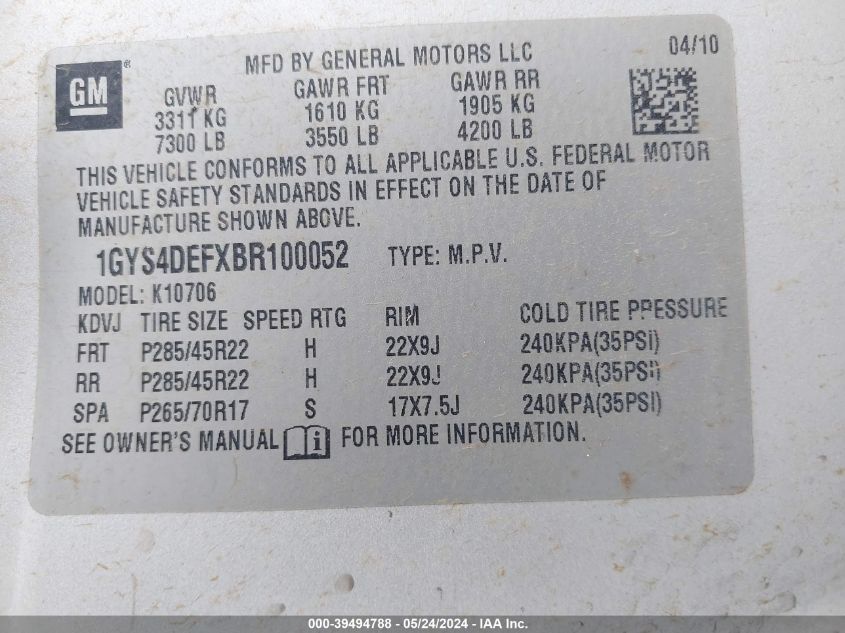 MFD BY GENERAL MOTORS LLC 04/10
GM®
GVWR GAWR FRT GAWR RR
3311 KG 1610 KG 1905 KG
7300 LB 3550 LB 4200 LB
THIS VEHICLE CONFORMS TO ALL APPLICABLE U.S. FEDERAL MOTOR
VEHICLE SAFETY STANDARDS IN EFFECT ON THE DATE OF
MANUFACTURE SHOWN ABOVE.
1GYS4DEFXBR100052 TYPE: M.P.V.
MODEL: K10706
KDVJ TIRE SIZE SPEED RTG RIM COLD TIRE PRESSURE
FRT P285/45R22 H 22X9J 240KPA(35PSI)
RR P285/45R22 H 22X9J 240KPA(35PSI)
SPA P265/70R17 S 17X7.5J 240KPA(35PSI)
SEE OWNER'S MANUAL i FOR MORE INFORMATION.
000-39494788 - 05/24/2024 - IAA Inc.